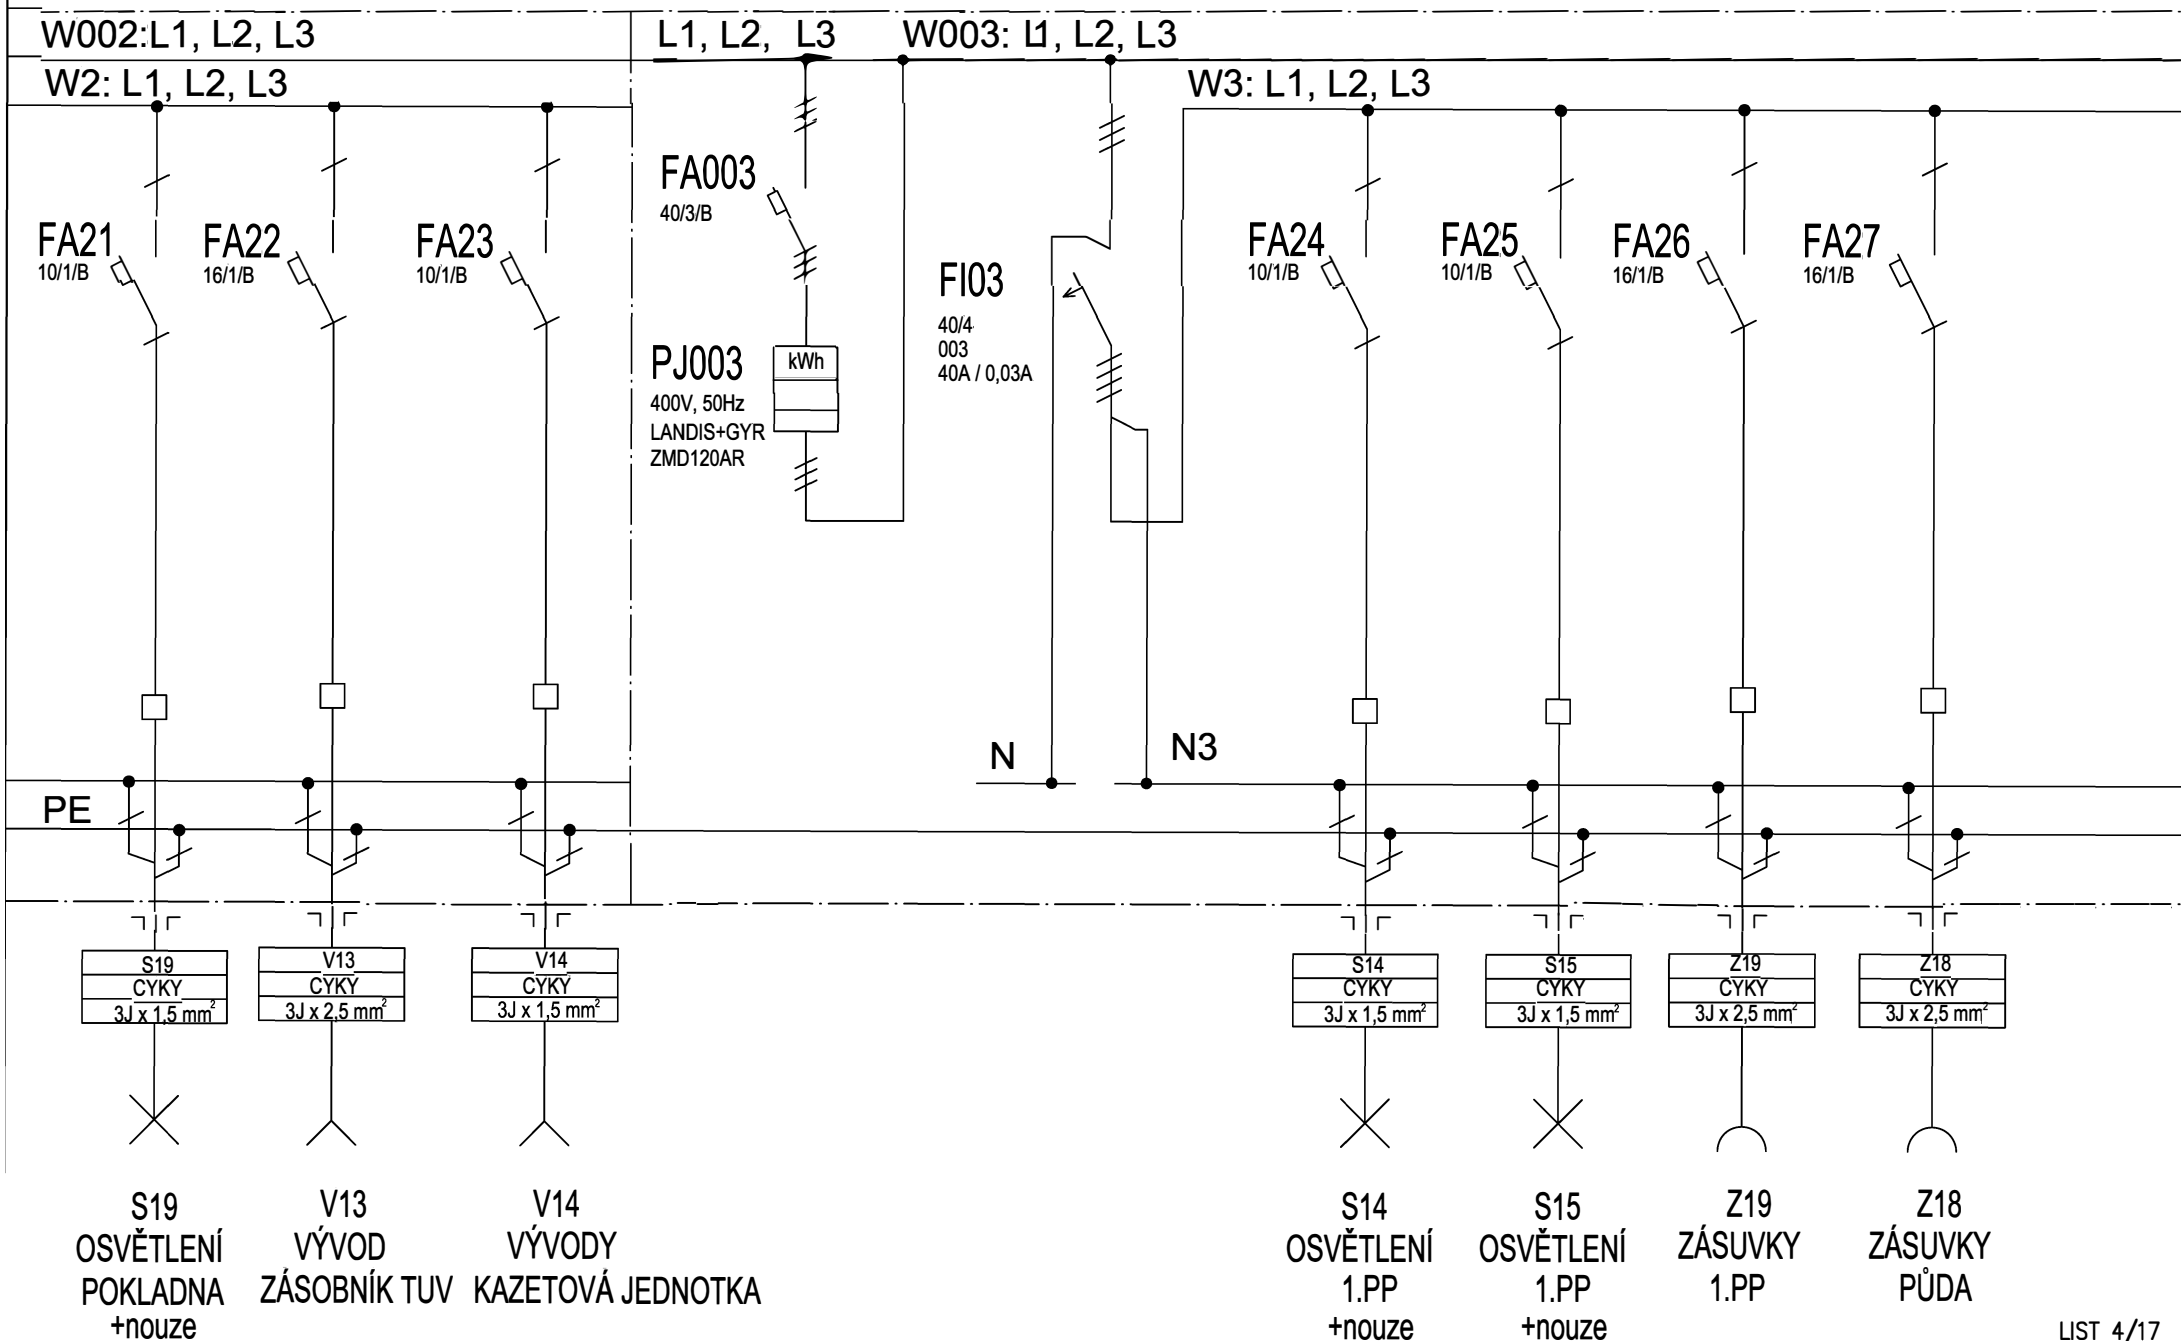 W002:L1, L2, L3
L1, L2, L3
W003: L1, L2, L3
W2: L1, L2, L3
W3: L1, L2, L3
FA21
10/1/B
FA22
16/1/B
FA23
10/1/B
FA003
40/3/B
PJ003
400V, 50Hz
LANDIS+GYR
ZMD120AR
kWh
FI03
40/4
003
40A / 0,03A
FA24
10/1/B
FA25
10/1/B
FA26
16/1/B
FA27
16/1/B
N
N3
PE
S19
CYKY
3J x 1,5 mm²
V13
CYKY
3J x 2,5 mm²
V14
CYKY
3J x 1,5 mm²
S14
CYKY
3J x 1,5 mm²
S15
CYKY
3J x 1,5 mm²
Z19
CYKY
3J x 2,5 mm²
Z18
CYKY
3J x 2,5 mm²
S19
OSVĚTLENÍ
POKLADNA
+nouze
V13
VÝVOD
ZÁSOBNÍK TUV
V14
VÝVODY
KAZETOVÁ JEDNOTKA
S14
OSVĚTLENÍ
1.PP
+nouze
S15
OSVĚTLENÍ
1.PP
+nouze
Z19
ZÁSUVKY
1.PP
Z18
ZÁSUVKY
PŮDA
LIST 4/17